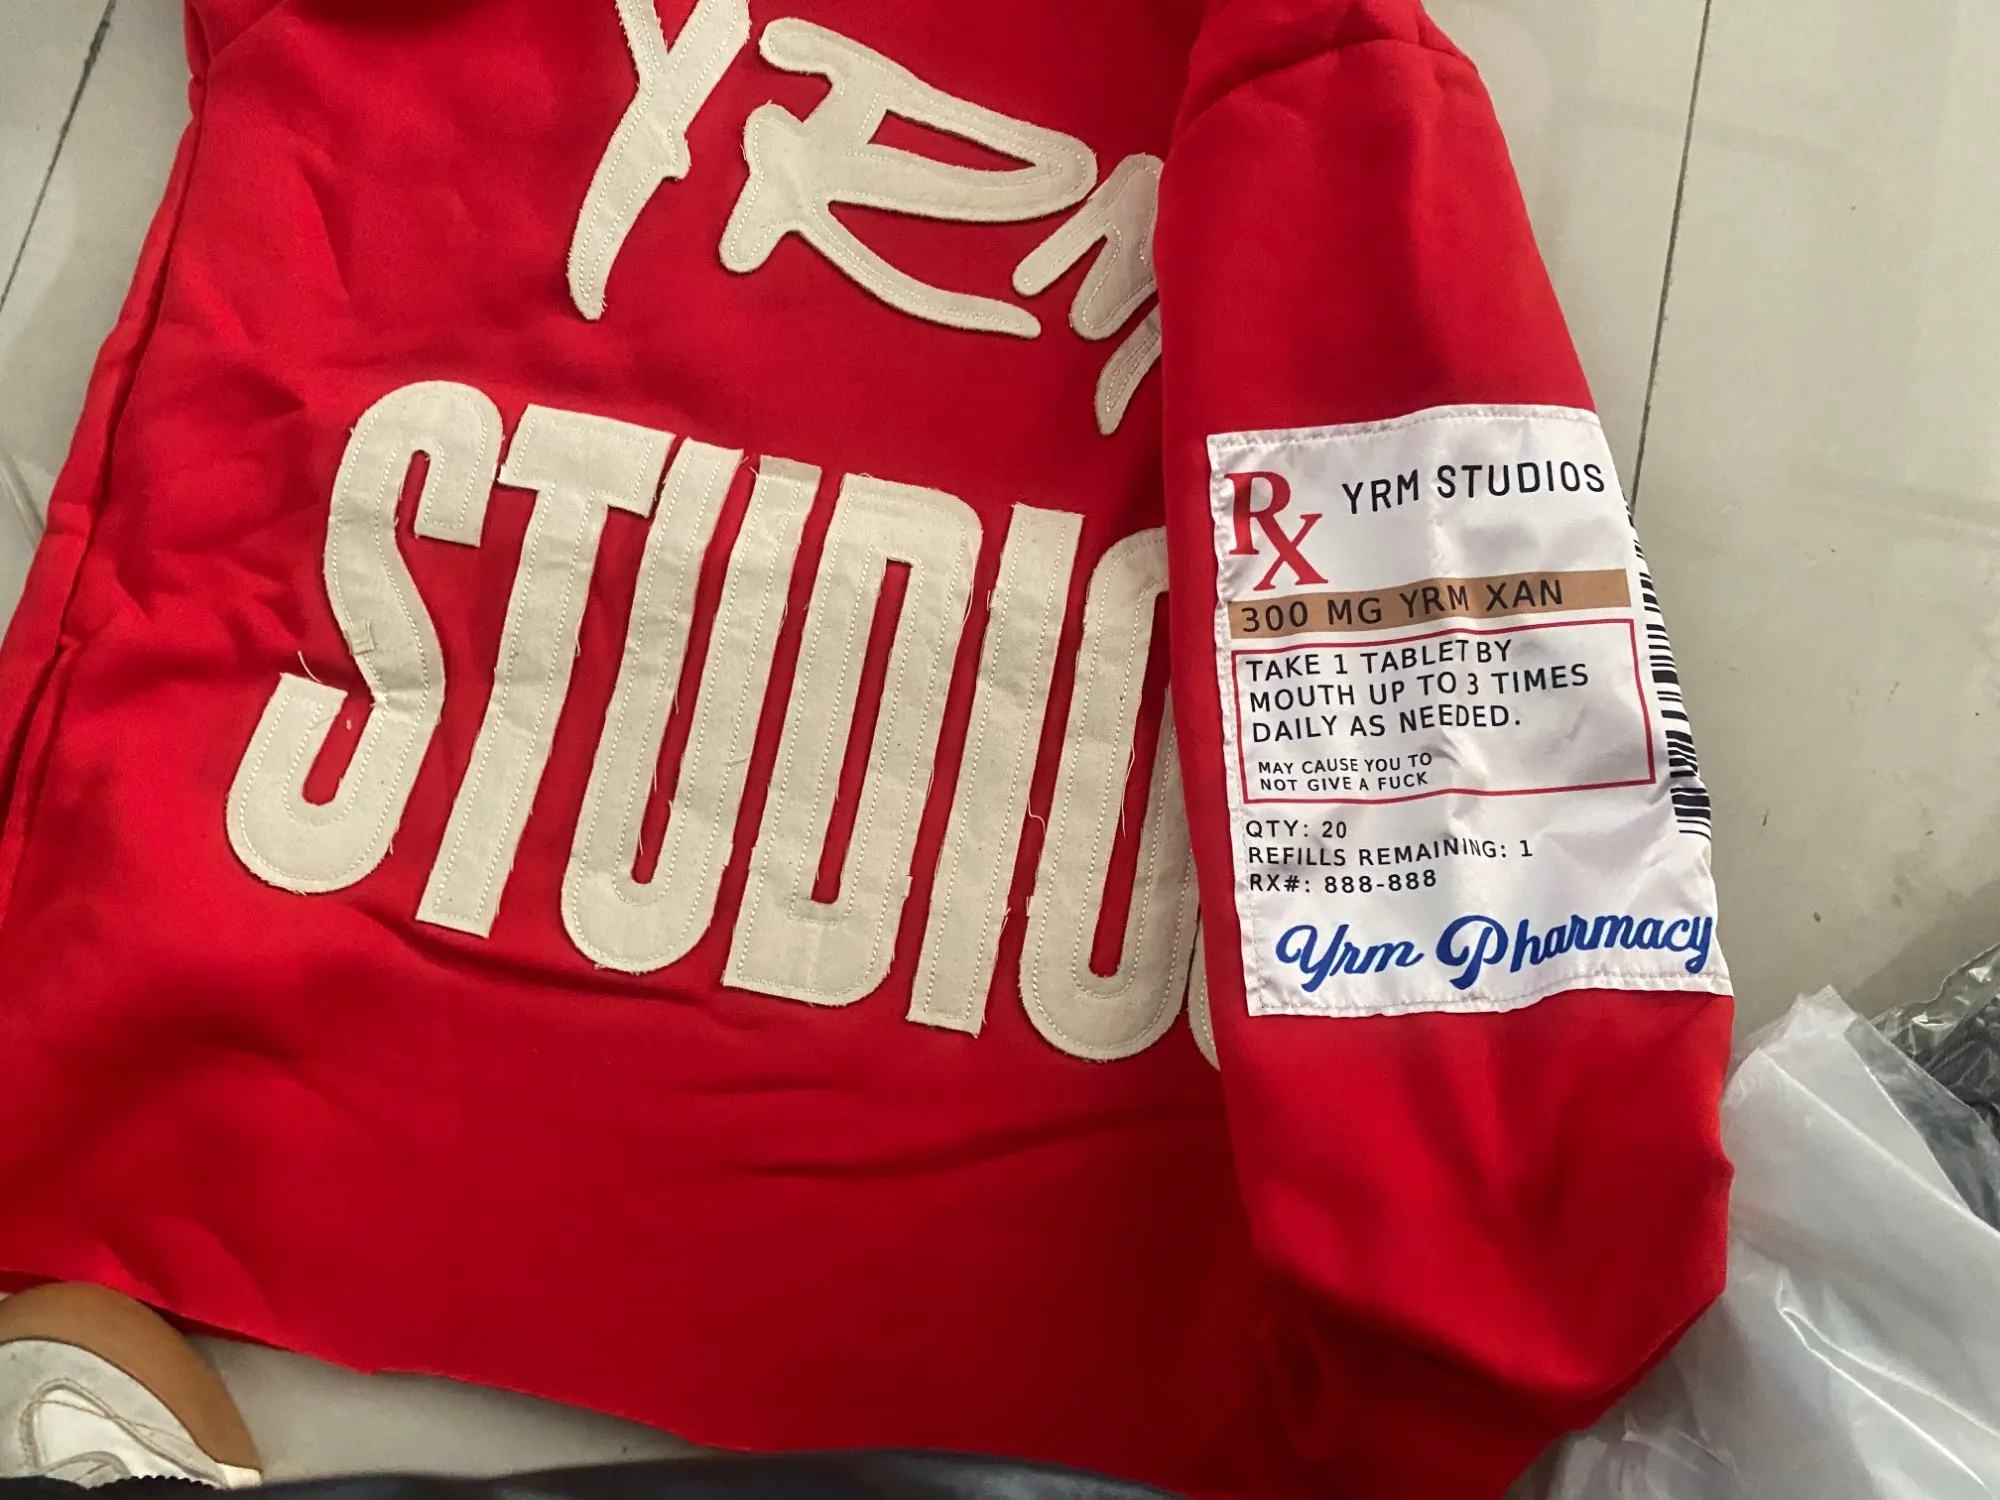 YRM
STUDIO
Rx YRM STUDIOS
300 MG YRM XAN
TAKE 1 TABLET BY
MOUTH UP TO 3 TIMES
DAILY AS NEEDED.
MAY CAUSE YOU TO
NOT GIVE A FUCK
QTY: 20
REFILLS REMAINING: 1
RX#: 888-888
Yrm Pharmacy